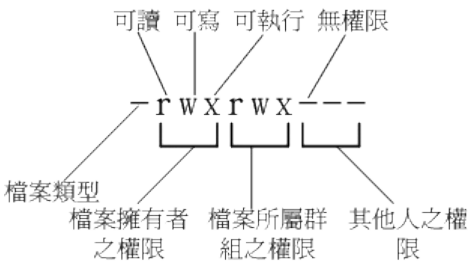 可讀 可寫 可執行 無權限
-rwxrwx---
檔案類型
檔案擁有者 檔案所屬群 其他人之權
之權限 組之權限 限